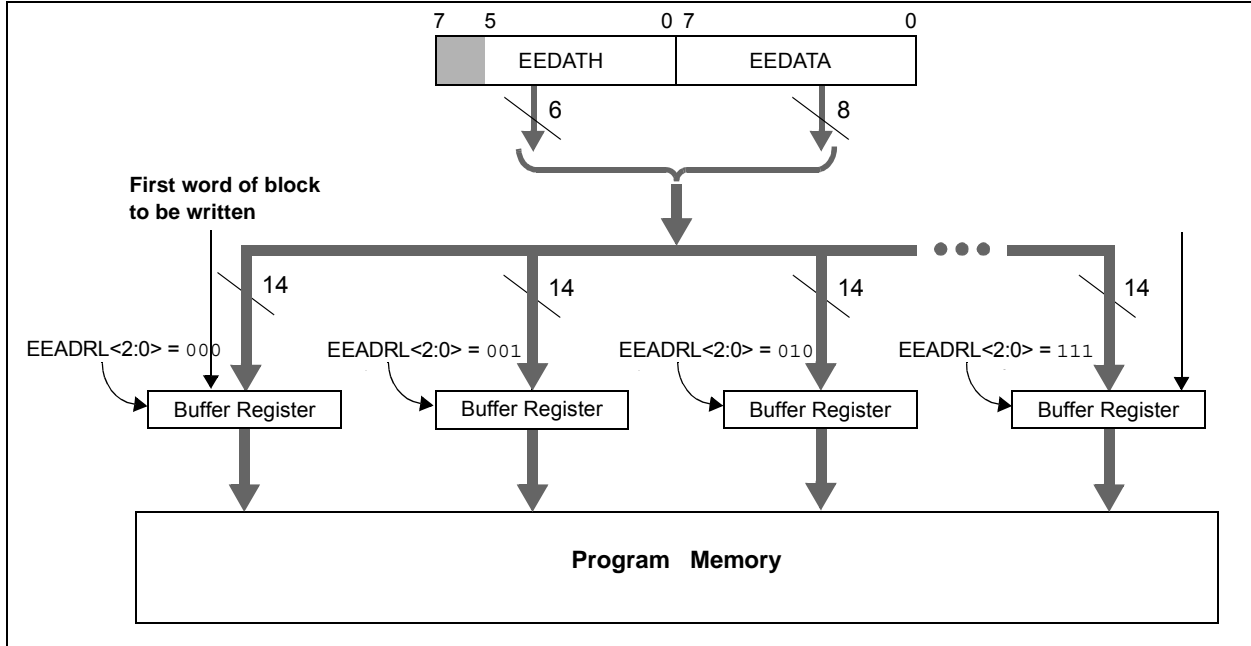 7 5 0 7 0
EEDATH EEDATA
6 8
First word of block
to be written
14 14 14 14
EEADRL<2:0> = 000 EEADRL<2:0> = 001 EEADRL<2:0> = 010 EEADRL<2:0> = 111
Buffer Register Buffer Register Buffer Register Buffer Register
Program Memory